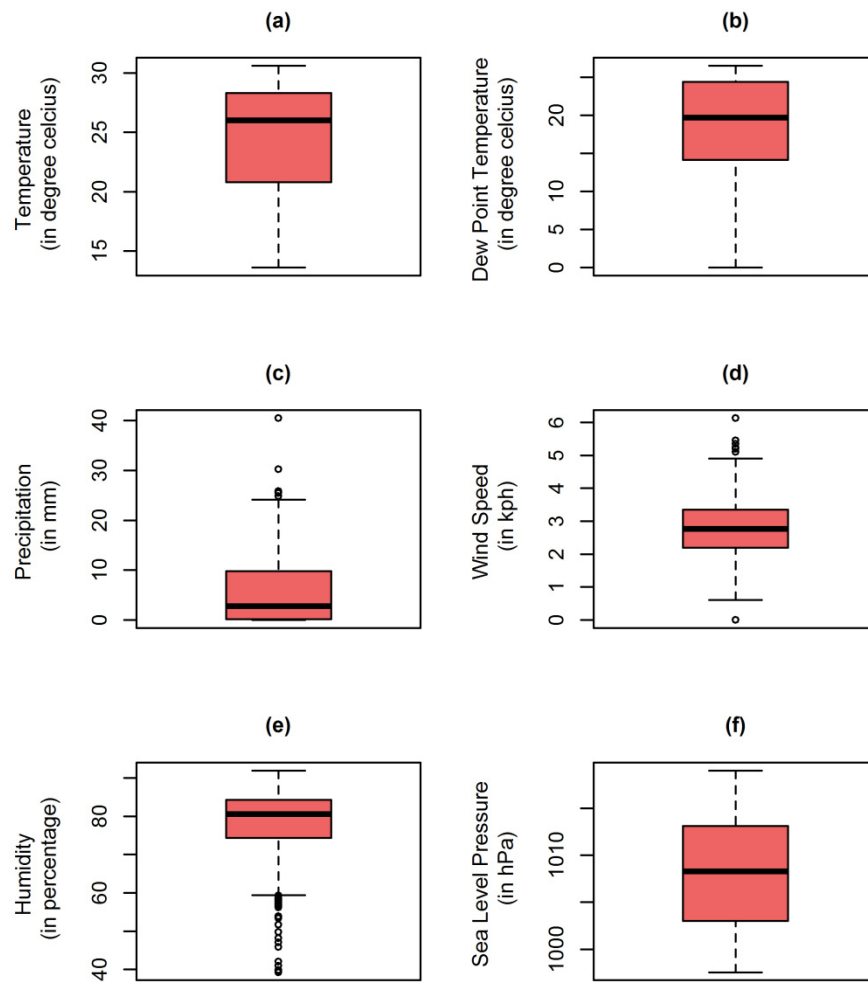 (a)
Temperature
(in degree celcius)
30
25
20
15
(b)
Dew Point Temperature
(in degree celcius)
20
10
5
0
(c)
Precipitation
(in mm)
40
30
20
10
0
(d)
Wind Speed
(in kph)
6
5
4
3
2
1
0
(e)
Humidity
(in percentage)
80
60
40
(f)
Sea Level Pressure
(in hPa)
1010
1000